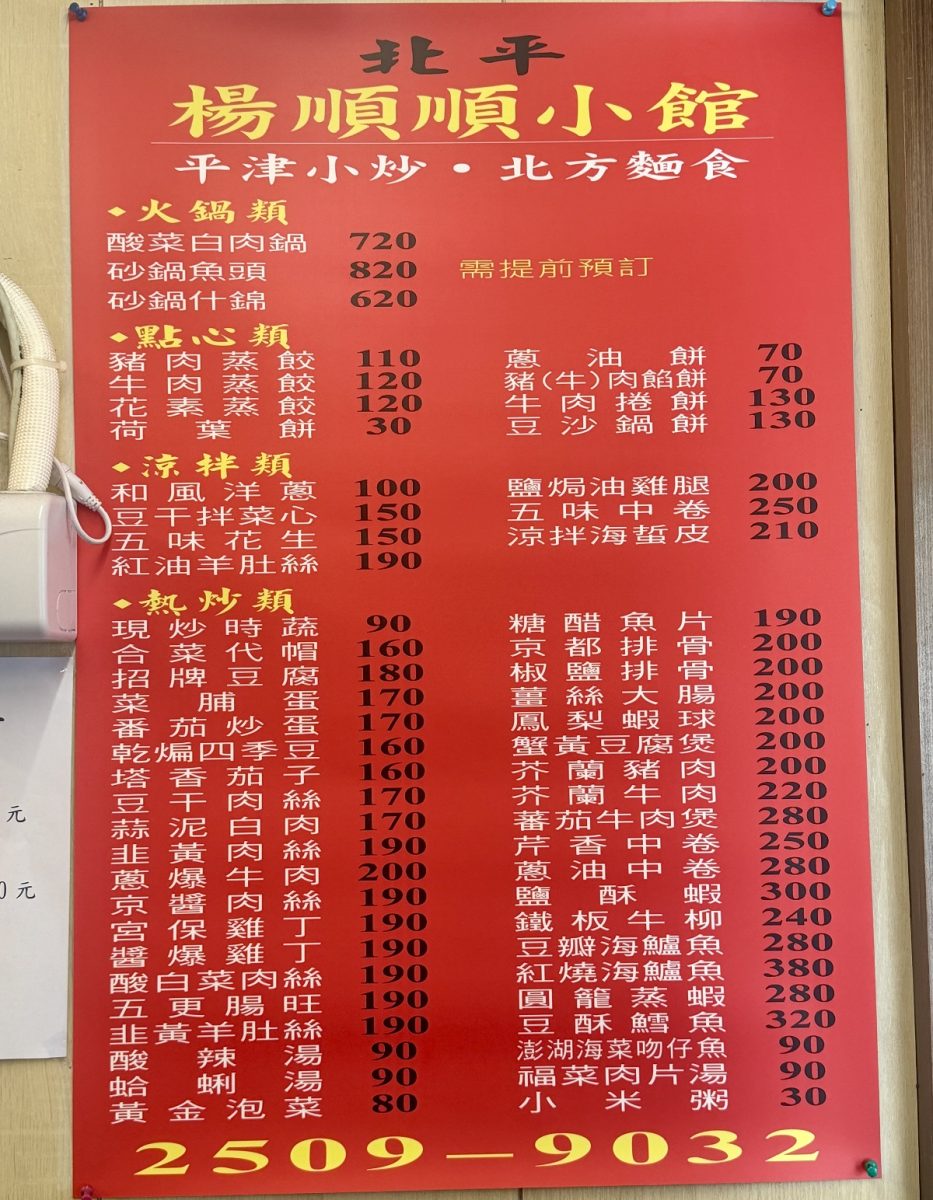 北平
楊順順小館
平津小炒・北方麵食
◆火鍋類
酸菜白肉鍋 720
砂鍋魚頭 820 需提前預訂
砂鍋什錦 620
◆點心類
豬肉蒸餃 110 蔥油餅 70
牛肉蒸餃 120 豬(牛)肉餡餅 70
花素蒸餃 120 牛肉捲餅 130
荷葉餅 30 豆沙鍋餅 130
◆涼拌類
和風洋蔥 100 鹽焗油雞腿 200
豆干拌菜心 150 五味中卷 250
五味花生 150 涼拌海蜇皮 210
紅油羊肚絲 190
◆熱炒類
現炒時蔬 90 糖醋魚片 190
合菜代帽 160 京都排骨 200
招牌豆腐 180 椒鹽排骨 200
菜脯蛋 170 薑絲大腸 200
番茄炒蛋 170 鳳梨蝦球 200
乾煸四季豆 160 蟹黃豆腐煲 200
塔香茄子 160 芥蘭豬肉 200
豆干肉絲 170 芥蘭牛肉 220
蒜泥白肉 170 蕃茄牛肉煲 280
韭黃肉絲 190 芹香中卷 250
蔥爆牛肉 200 蔥油中卷 280
京醬肉絲 190 鹽酥蝦 300
宮保雞丁 190 鐵板牛柳 240
醬爆雞丁 190 豆瓣海鱸魚 280
酸白菜肉絲 190 紅燒海鱸魚 380
五更腸旺 190 圓籠蒸蝦 280
韭黃羊肚絲 190 豆酥鱈魚 320
酸辣湯 90 澎湖海菜吻仔魚 90
蛤蜊湯 90 福菜肉片湯 90
黃金泡菜 80 小米粥 30
2509—9032
元
0元